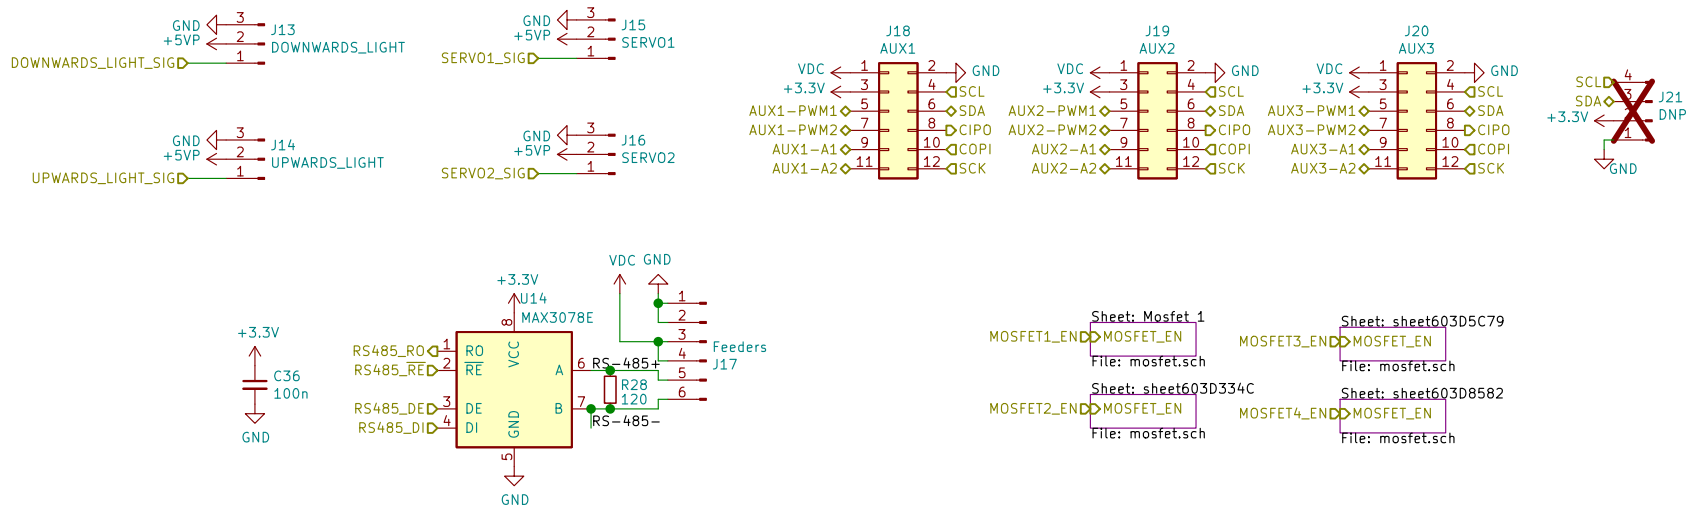 GND
+5VP
DOWNWARDS_LIGHT_SIG
3
2
1
J13
DOWNWARDS_LIGHT
GND
+5VP
SERVO1_SIG
3
2
1
J15
SERVO1
GND
+5VP
UPWARDS_LIGHT_SIG
3
2
1
J14
UPWARDS_LIGHT
GND
+5VP
SERVO2_SIG
3
2
1
J16
SERVO2
J18
AUX1
VDC 1 2 GND
+3.3V 3 4 SCL
AUX1-PWM1 5 6 SDA
AUX1-PWM2 7 8 CIPO
AUX1-A1 9 10 COPI
AUX1-A2 11 12 SCK
J19
AUX2
VDC 1 2 GND
+3.3V 3 4 SCL
AUX2-PWM1 5 6 SDA
AUX2-PWM2 7 8 CIPO
AUX2-A1 9 10 COPI
AUX2-A2 11 12 SCK
J20
AUX3
VDC 1 2 GND
+3.3V 3 4 SCL
AUX3-PWM1 5 6 SDA
AUX3-PWM2 7 8 CIPO
AUX3-A1 9 10 COPI
AUX3-A2 11 12 SCK
SCL 4
SDA 3
+3.3V 2
1
GND
J21
DNP
+3.3V
C36
100n
GND
+3.3V
U14
MAX3078E
8
VCC
RS485_RO 1 RO
RS485_RE 2 RE
RS485_DE 3 DE
RS485_DI 4 DI
A 6
B 7
GND
5
GND
RS-485+
R28
120
RS-485-
VDC
GND
1
2
3
4
5
6
Feeders
J17
Sheet: Mosfet 1
MOSFET1_EN MOSFET_EN
File: mosfet.sch
Sheet: sheet603D334C
MOSFET2_EN MOSFET_EN
File: mosfet.sch
Sheet: sheet603D5C79
MOSFET3_EN MOSFET_EN
File: mosfet.sch
Sheet: sheet603D8582
MOSFET4_EN MOSFET_EN
File: mosfet.sch